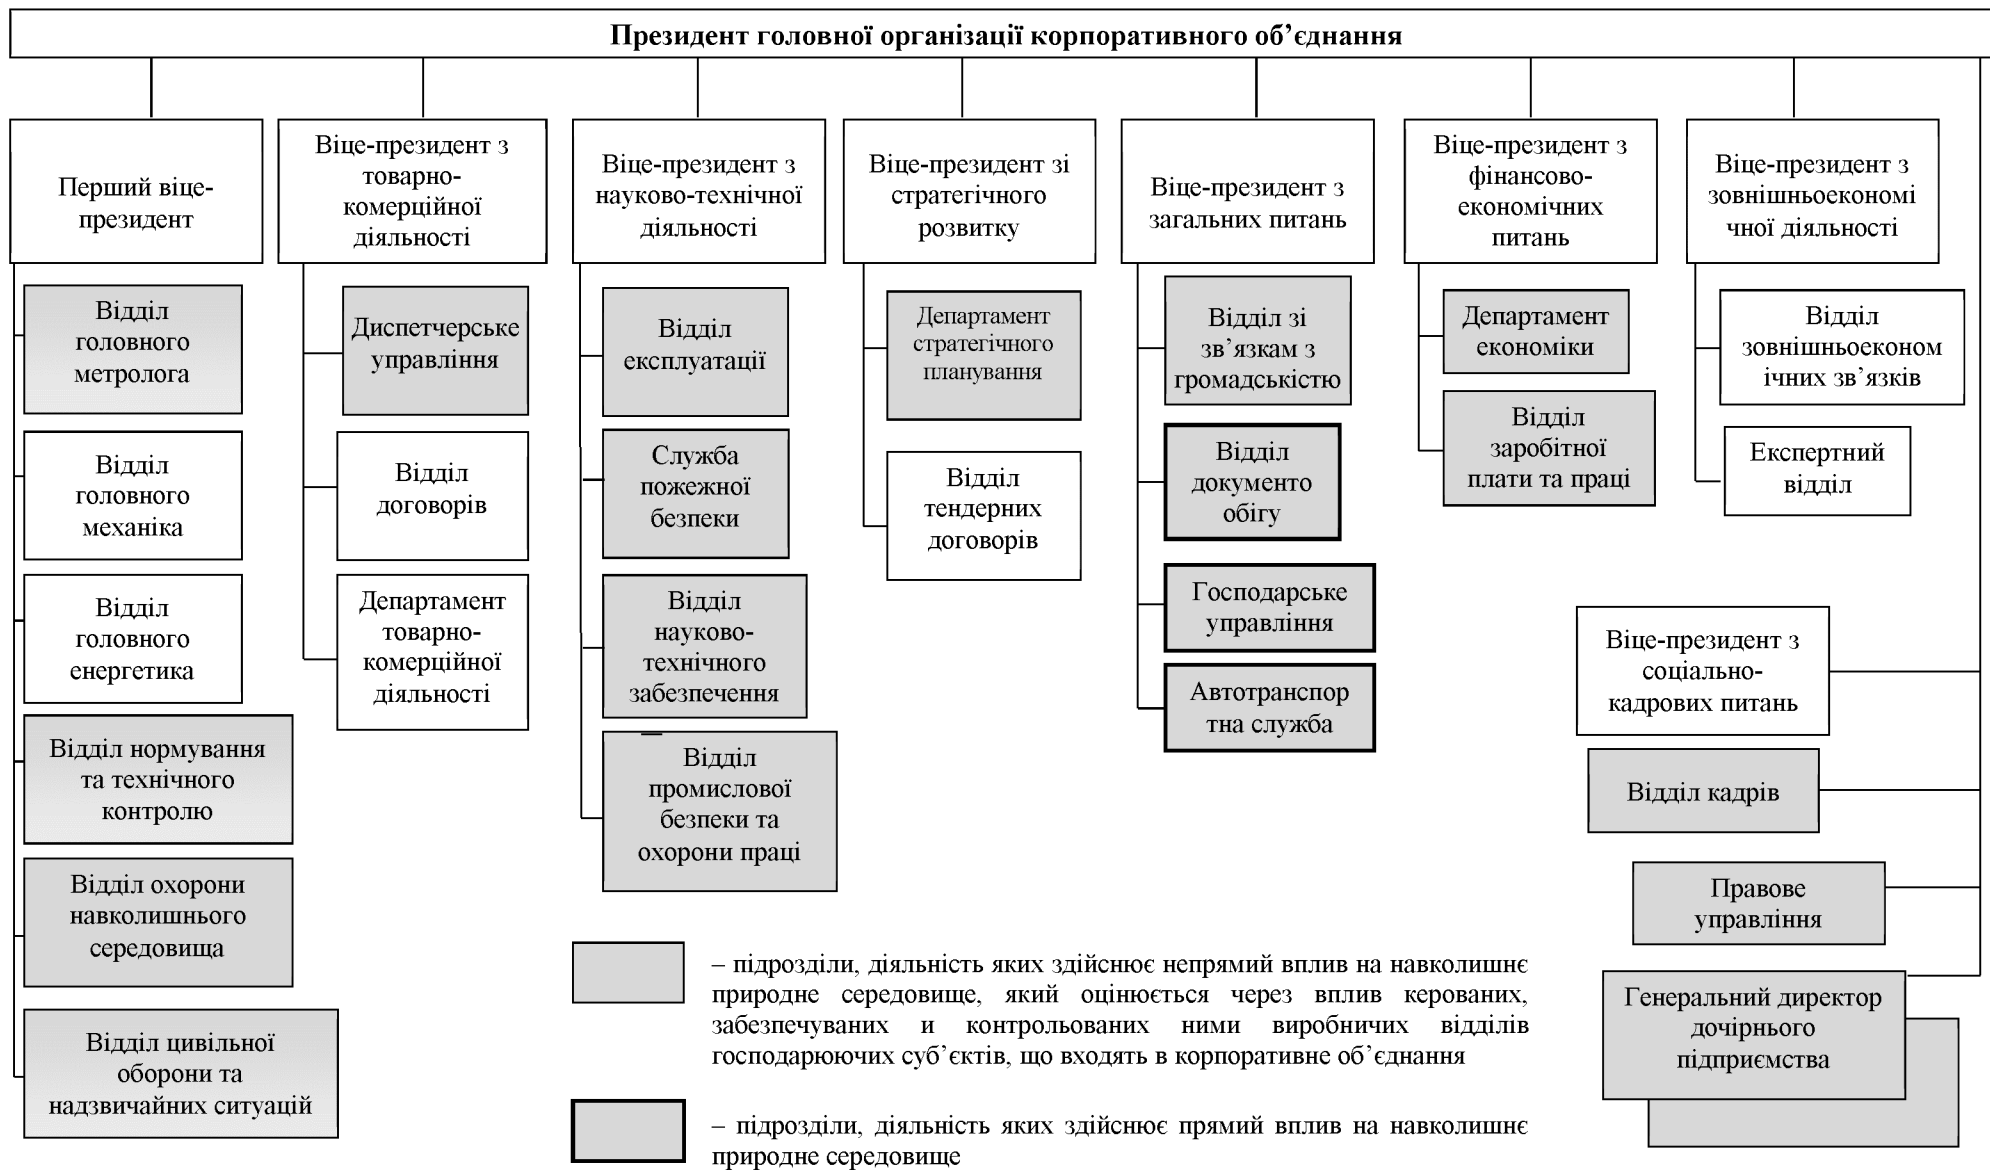 Президент головної організації корпоративного об’єднання
Перший віце-
президент
Віце-президент з
товарно-
комерційної
діяльності
Віце-президент з
науково-технічної
діяльності
Віце-президент зі
стратегічного
розвитку
Віце-президент з
загальних питань
Віце-президент з
фінансово-
економічних
питань
Віце-президент з
зовнішньоекономі
чної діяльності
Відділ
головного
метролога
Відділ
головного
механіка
Відділ
головного
енергетика
Відділ нормування
та технічного
контролю
Відділ охорони
навколишнього
середовища
Відділ цивільної
оборони та
надзвичайних ситуацій
Диспетчерське
управління
Відділ
договорів
Департамент
товарно-
комерційної
діяльності
Відділ
експлуатації
Служба
пожежної
безпеки
Відділ
науково-
технічного
забезпечення
Відділ
промислової
безпеки та
охорони праці
Департамент
стратегічного
планування
Відділ
тендерних
договорів
Відділ зі
зв’язкам з
громадськістю
Відділ
документо
обігу
Господарське
управління
Автотранспор
тна служба
Департамент
економіки
Відділ
заробітної
плати та праці
Відділ
зовнішньоеконом
ічних зв’язків
Експертний
відділ
Віце-президент з
соціально-
кадрових питань
Відділ кадрів
Правове
управління
Генеральний директор
дочірнього
підприємства
– підрозділи, діяльність яких здійснює непрямий вплив на навколишнє
природне середовище, який оцінюється через вплив керованих,
забезпечуваних и контрольованих ними виробничих відділів
господарюючих суб’єктів, що входять в корпоративне об’єднання
– підрозділи, діяльність яких здійснює прямий вплив на навколишнє
природне середовище